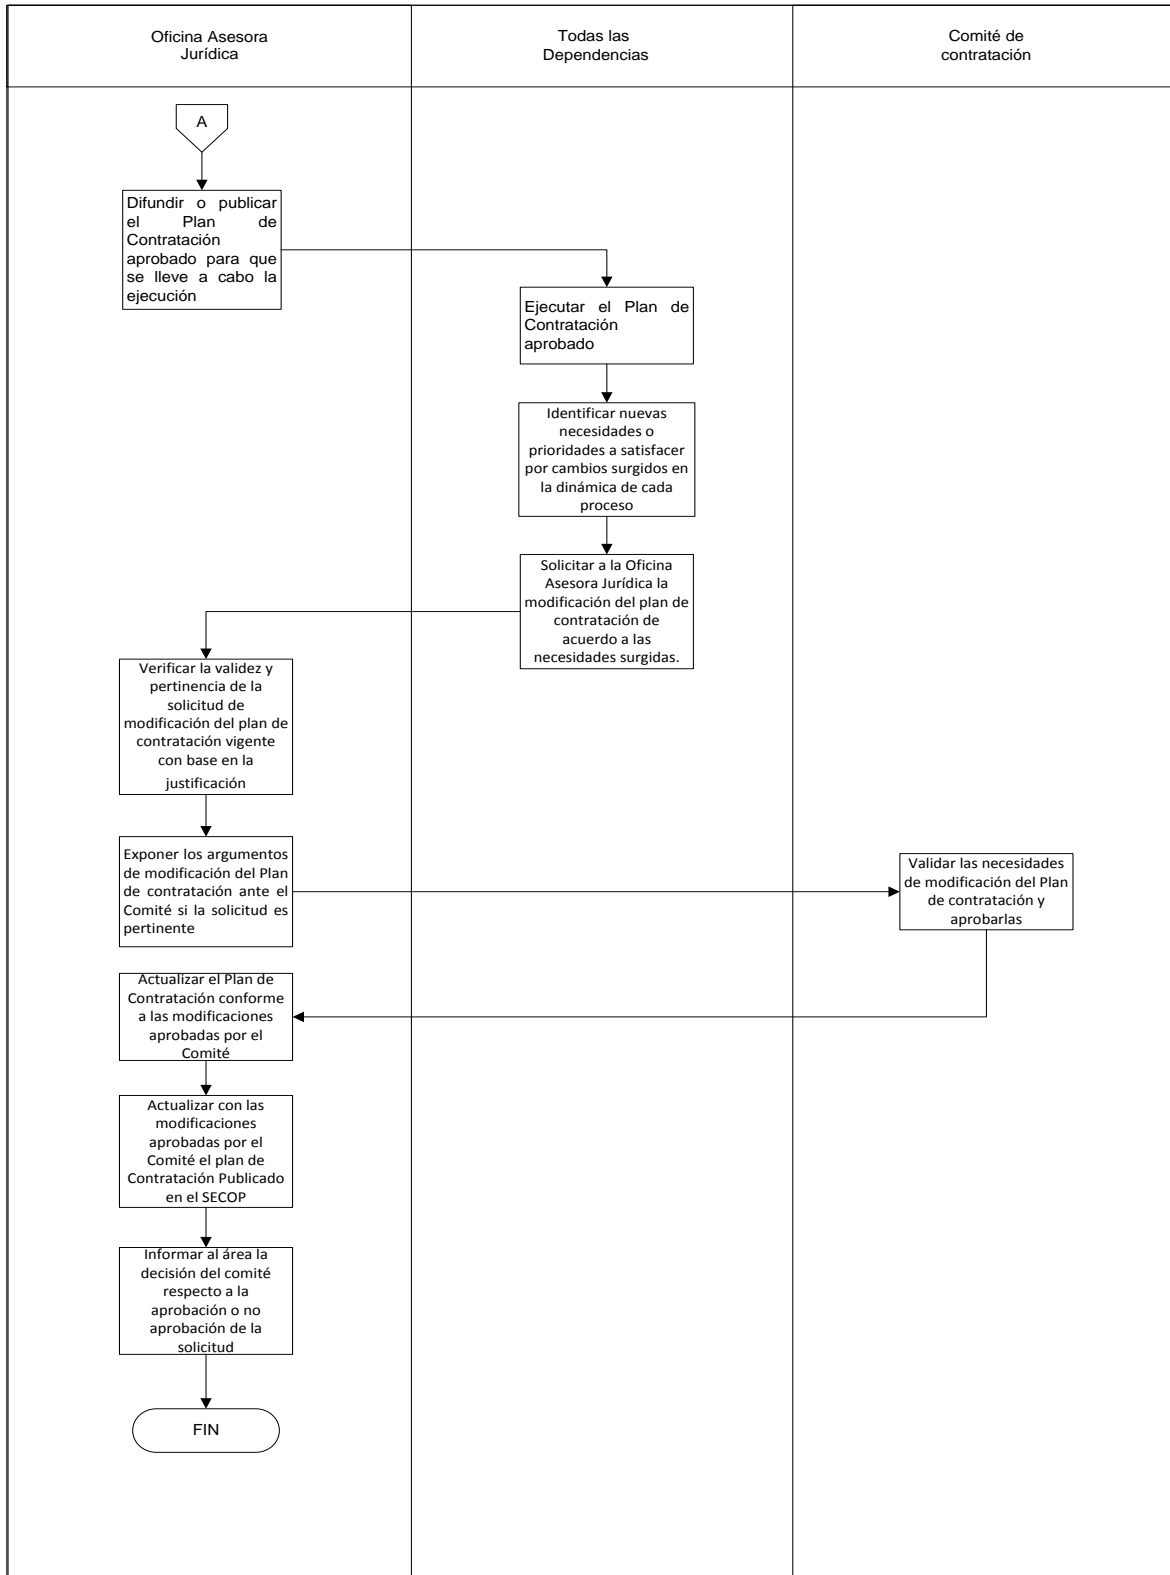 Oficina Asesora
Jurídica
Todas las
Dependencias
Comité de
contratación
A
Difundir o publicar
el Plan de
Contratación
aprobado para que
se lleve a cabo la
ejecución
Ejecutar el Plan de
Contratación
aprobado
Identificar nuevas
necesidades o
prioridades a satisfacer
por cambios surgidos en
la dinámica de cada
proceso
Solicitar a la Oficina
Asesora Jurídica la
modificación del plan de
contratación de
acuerdo a las
necesidades surgidas.
Verificar la validez y
pertinencia de la
solicitud de
modificación del plan de
contratación vigente
con base en la
justificación
Exponer los argumentos
de modificación del Plan
de contratación ante el
Comité si la solicitud es
pertinente
Validar las necesidades
de modificación del Plan
de contratación y
aprobarlas
Actualizar el Plan de
Contratación conforme
a las modificaciones
aprobadas por el
Comité
Actualizar con las
modificaciones
aprobadas por el
Comité el plan de
Contratación Publicado
en el SECOP
Informar al área la
decisión del comité
respecto a la
aprobación o no
aprobación de la
solicitud
FIN